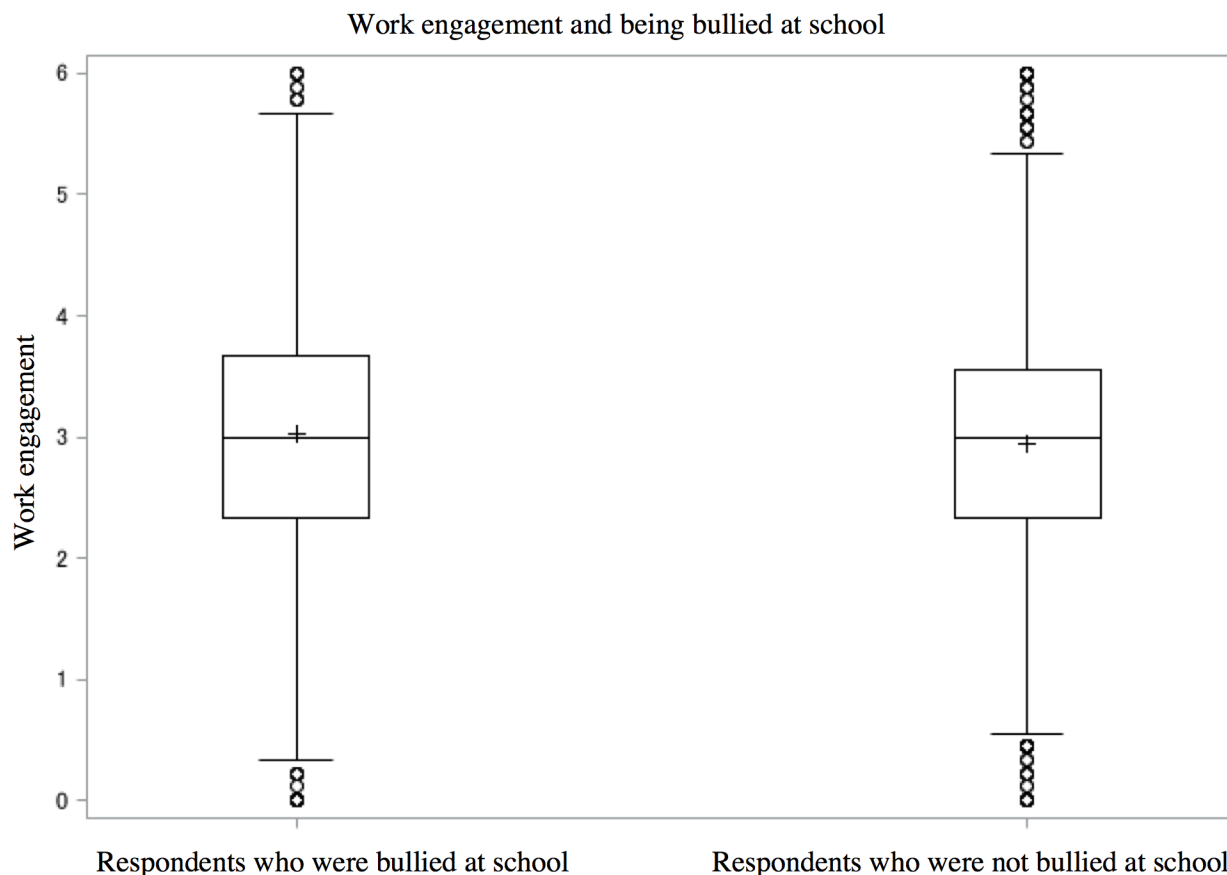 Work engagement and being bullied at school
6
5
4
3
2
1
0
Work engagement
Respondents who were bullied at school
Respondents who were not bullied at school